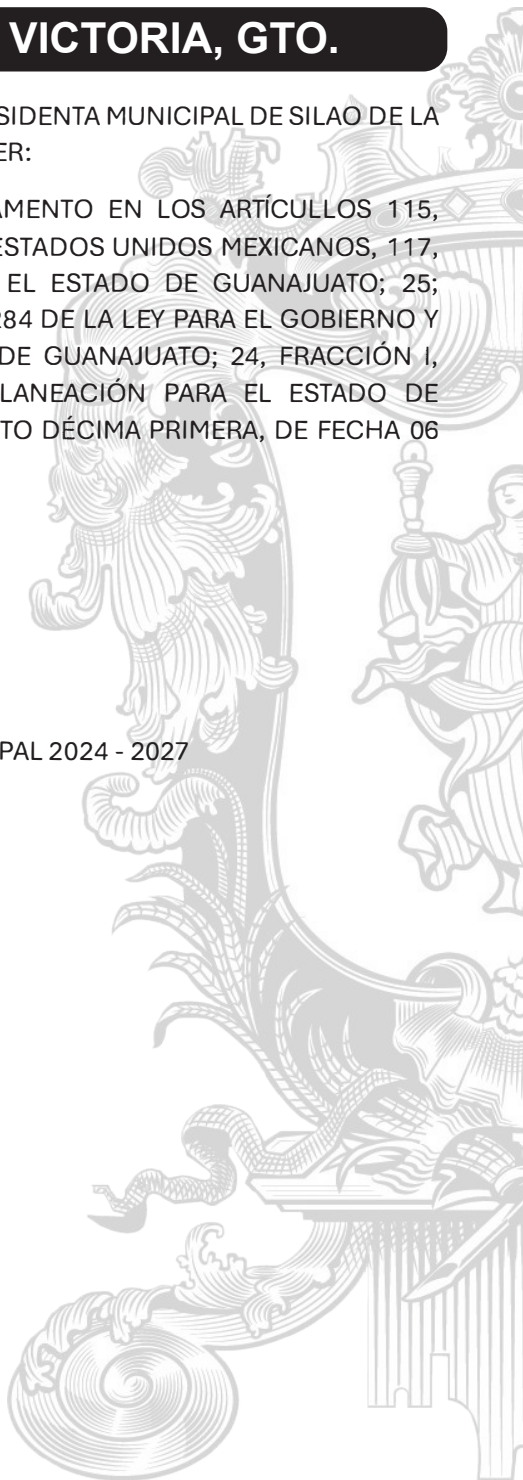 VICTORIA, GTO.
SIDENTA MUNICIPAL DE SILAO DE LA
ER:
AMENTO EN LOS ARTÍCULLOS 115,
ESTADOS UNIDOS MEXICANOS, 117,
EL ESTADO DE GUANAJUATO; 25;
284 DE LA LEY PARA EL GOBIERNO Y
DE GUANAJUATO; 24, FRACCIÓN I,
LANEACIÓN PARA EL ESTADO DE
TO DÉCIMA PRIMERA, DE FECHA 06
PAL 2024 - 2027